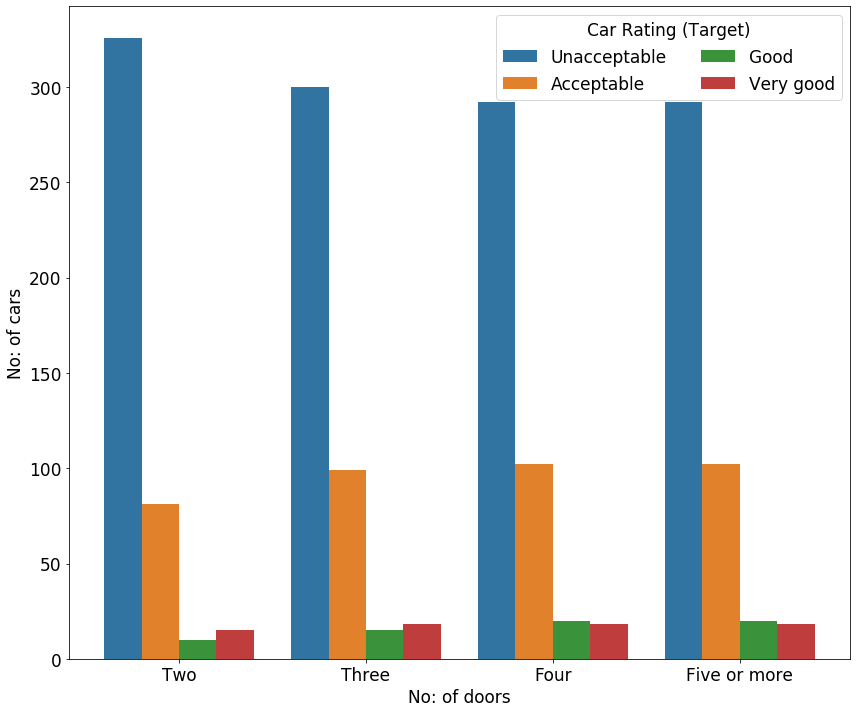 Car Rating (Target)
Unacceptable
Good
Acceptable
Very good
300
250
200
150
100
50
0
No: of cars
Two
Three
Four
Five or more
No: of doors